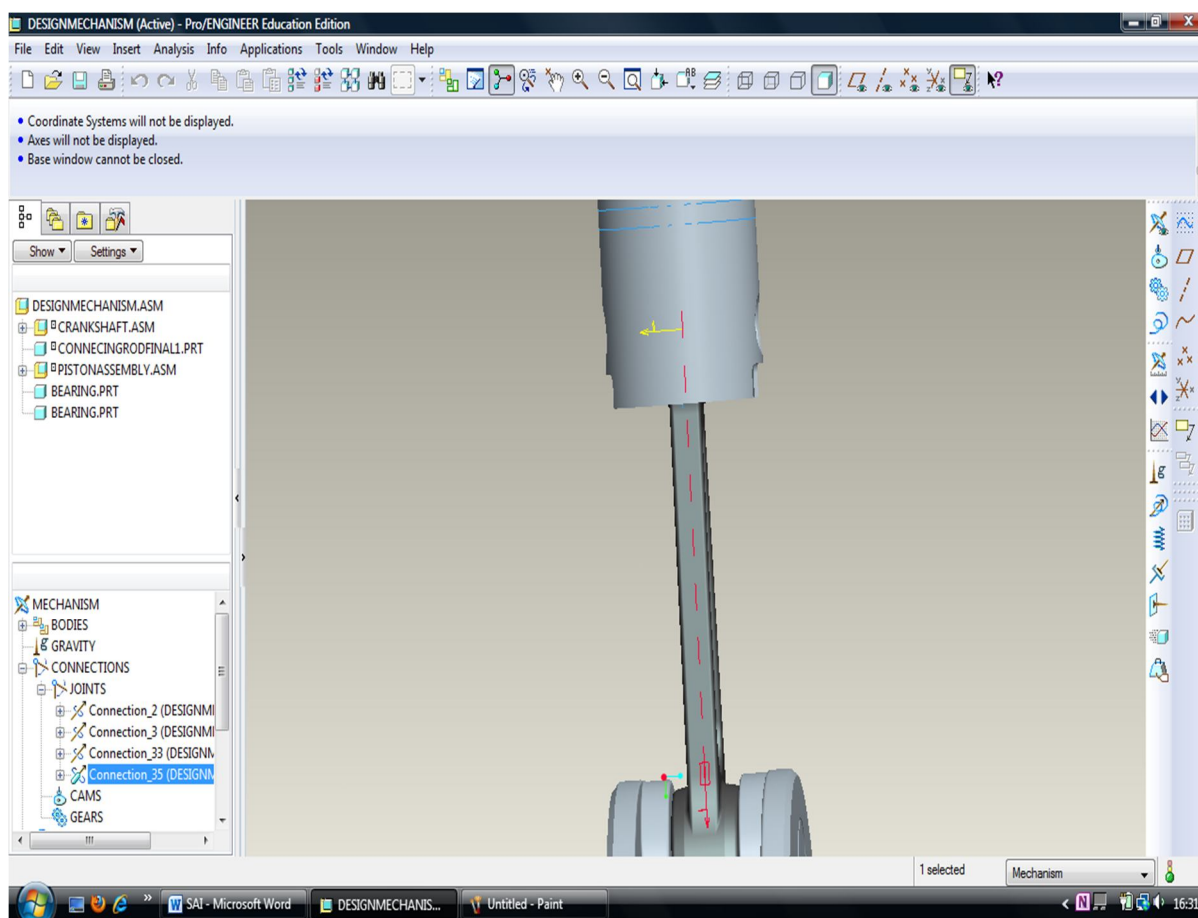 DESIGNMECHANISM (Active) - Pro/ENGINEER Education Edition
File Edit View Insert Analysis Info Applications Tools Window Help
• Coordinate Systems will not be displayed.
• Axes will not be displayed.
• Base window cannot be closed.
Show Settings
DESIGNMECHANISM.ASM
CRANKSHAFT.ASM
CONNECINGRODFINAL1.PRT
PISTONASSEMBLY.ASM
BEARING.PRT
BEARING.PRT
MECHANISM
BODIES
GRAVITY
CONNECTIONS
JOINTS
Connection_2 (DESIGNMI
Connection_3 (DESIGNMI
Connection_33 (DESIGNM
Connection_35 (DESIGNM
CAMS
GEARS
1 selected Mechanism
SAI - Microsoft Word DESIGNMECHANIS... Untitled - Paint 16:31